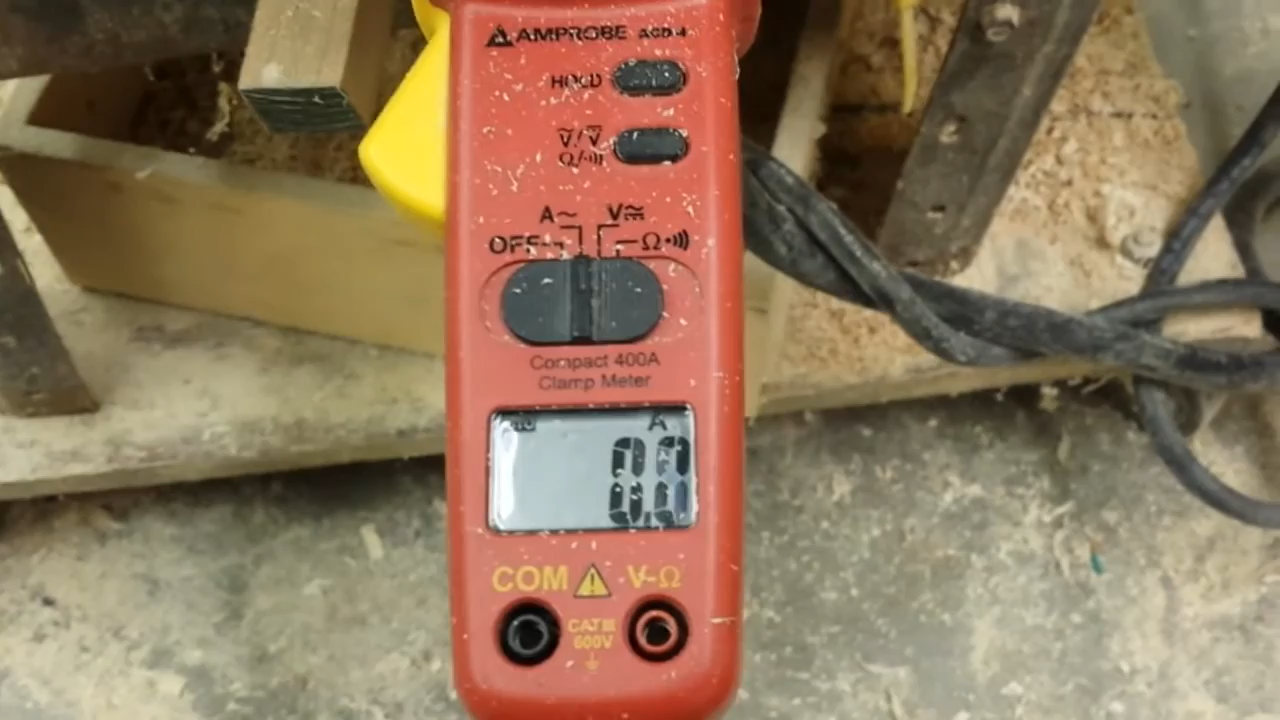 AMPROBE ACD-4
HOLD
Ṽ/V
Ω/•)))
A~ V≂
OFF Ω•)))
Compact 400A
Clamp Meter
A
0.0
COM V-Ω
CAT III
600V